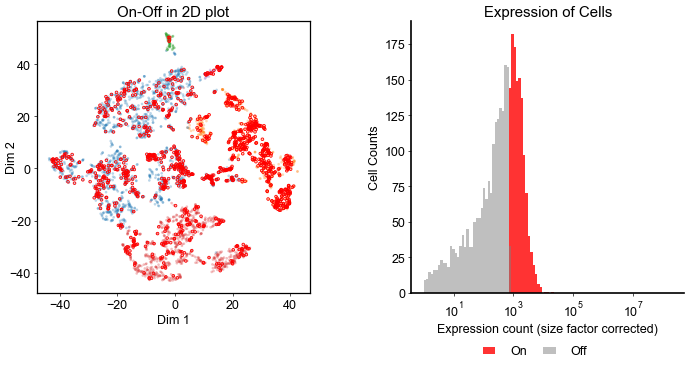 On-Off in 2D plot
Dim 2
40
20
0
−20
−40
−40 −20 0 20 40
Dim 1
Expression of Cells
Cell Counts
175
150
125
100
75
50
25
0
10^1 10^3 10^5 10^7
Expression count (size factor corrected)
On Off